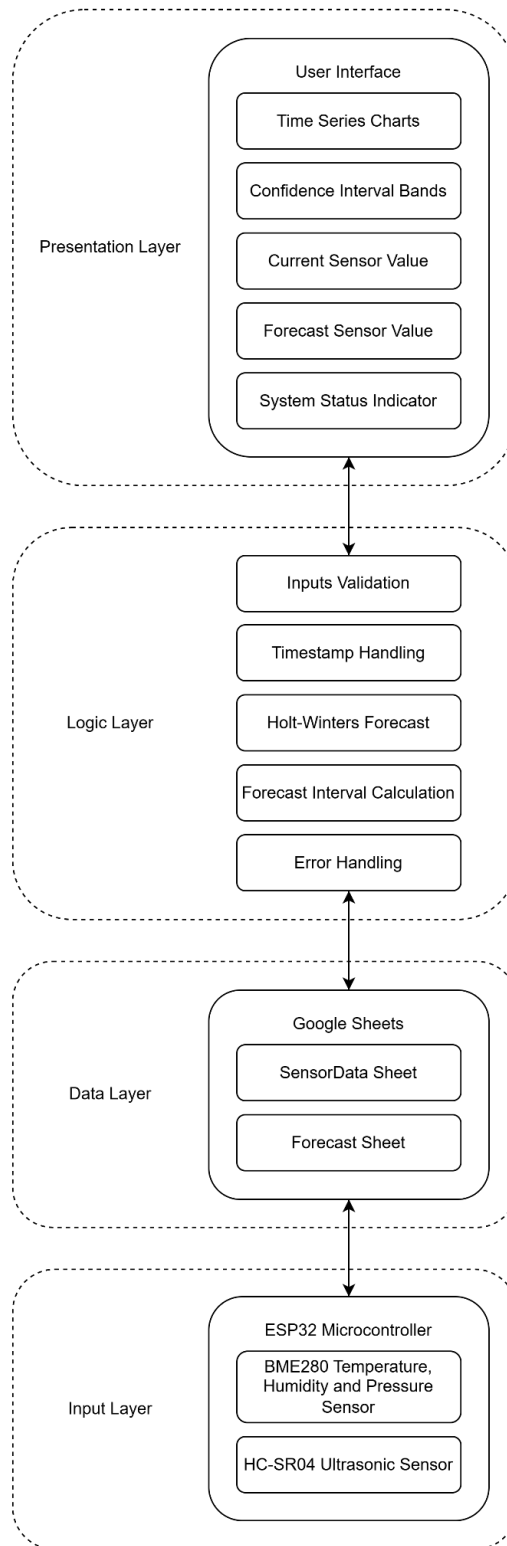 User Interface
Time Series Charts
Confidence Interval Bands
Presentation Layer
Current Sensor Value
Forecast Sensor Value
System Status Indicator
Inputs Validation
Timestamp Handling
Logic Layer
Holt-Winters Forecast
Forecast Interval Calculation
Error Handling
Google Sheets
SensorData Sheet
Data Layer
Forecast Sheet
ESP32 Microcontroller
BME280 Temperature,
Humidity and Pressure
Sensor
Input Layer
HC-SR04 Ultrasonic Sensor